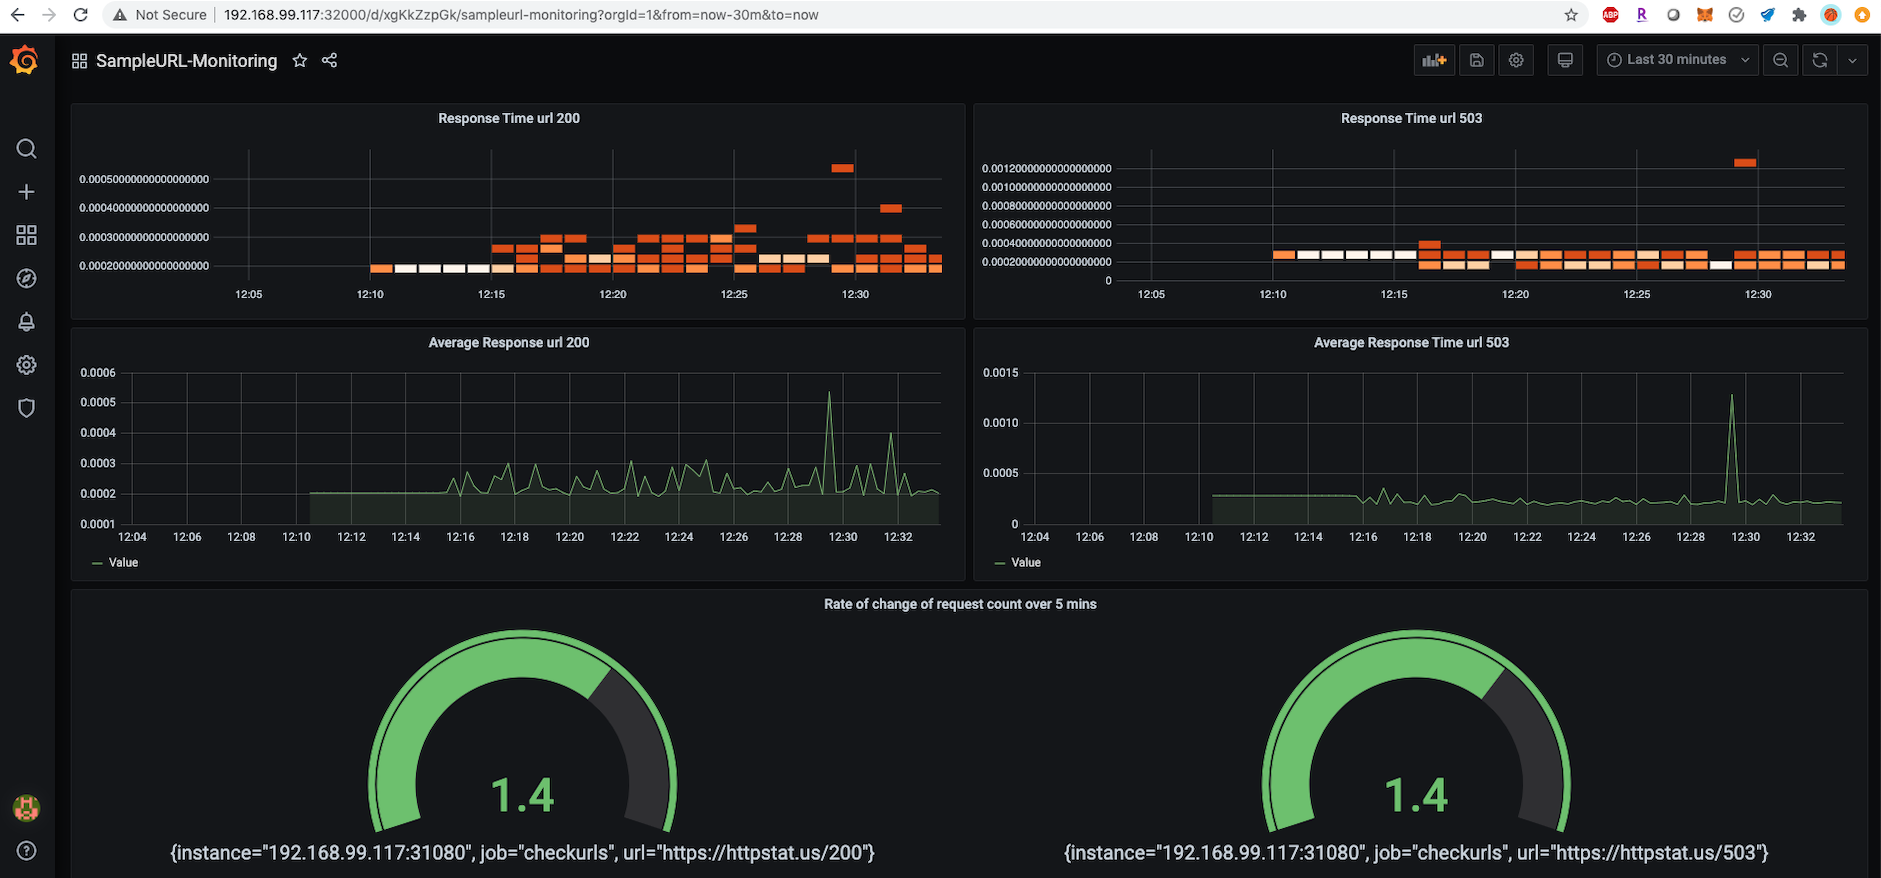 Not Secure 192.168.99.117:32000/d/xgKkZzpGk/sampleurl-monitoring?orgId=1&from=now-30m&to=now
ABP R
SampleURL-Monitoring
Last 30 minutes
Response Time url 200
0.00050000000000000000
0.00040000000000000000
0.00030000000000000000
0.00020000000000000000
12:05 12:10 12:15 12:20 12:25 12:30
Response Time url 503
0.00120000000000000000
0.00100000000000000000
0.00080000000000000000
0.00060000000000000000
0.00040000000000000000
0.00020000000000000000
0
12:05 12:10 12:15 12:20 12:25 12:30
Average Response url 200
0.0006
0.0005
0.0004
0.0003
0.0002
0.0001
12:04 12:06 12:08 12:10 12:12 12:14 12:16 12:18 12:20 12:22 12:24 12:26 12:28 12:30 12:32
Value
Average Response Time url 503
0.0015
0.0010
0.0005
0
12:04 12:06 12:08 12:10 12:12 12:14 12:16 12:18 12:20 12:22 12:24 12:26 12:28 12:30 12:32
Value
Rate of change of request count over 5 mins
1.4
{instance="192.168.99.117:31080", job="checkurls", url="https://httpstat.us/200"}
1.4
{instance="192.168.99.117:31080", job="checkurls", url="https://httpstat.us/503"}